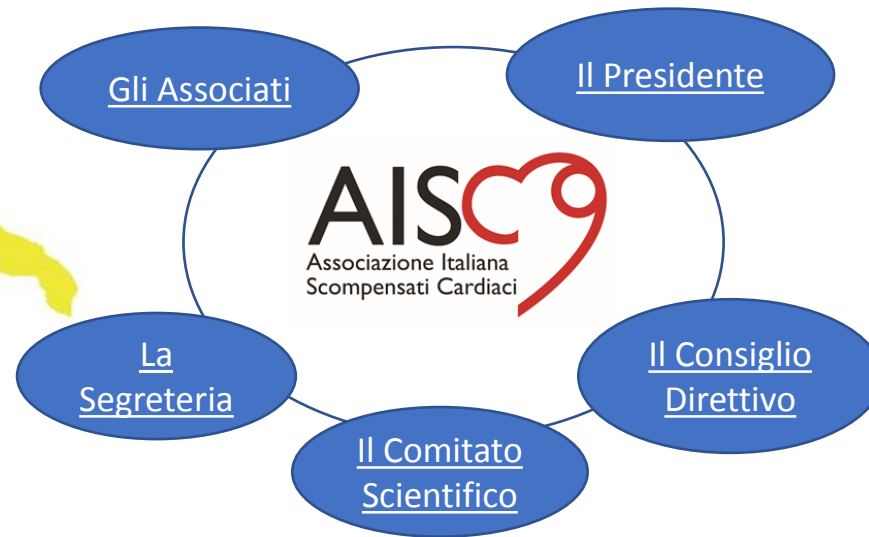 Gli Associati
Il Presidente
AISC
Associazione Italiana
Scompensati Cardiaci
La
Segreteria
Il Consiglio
Direttivo
Il Comitato
Scientifico